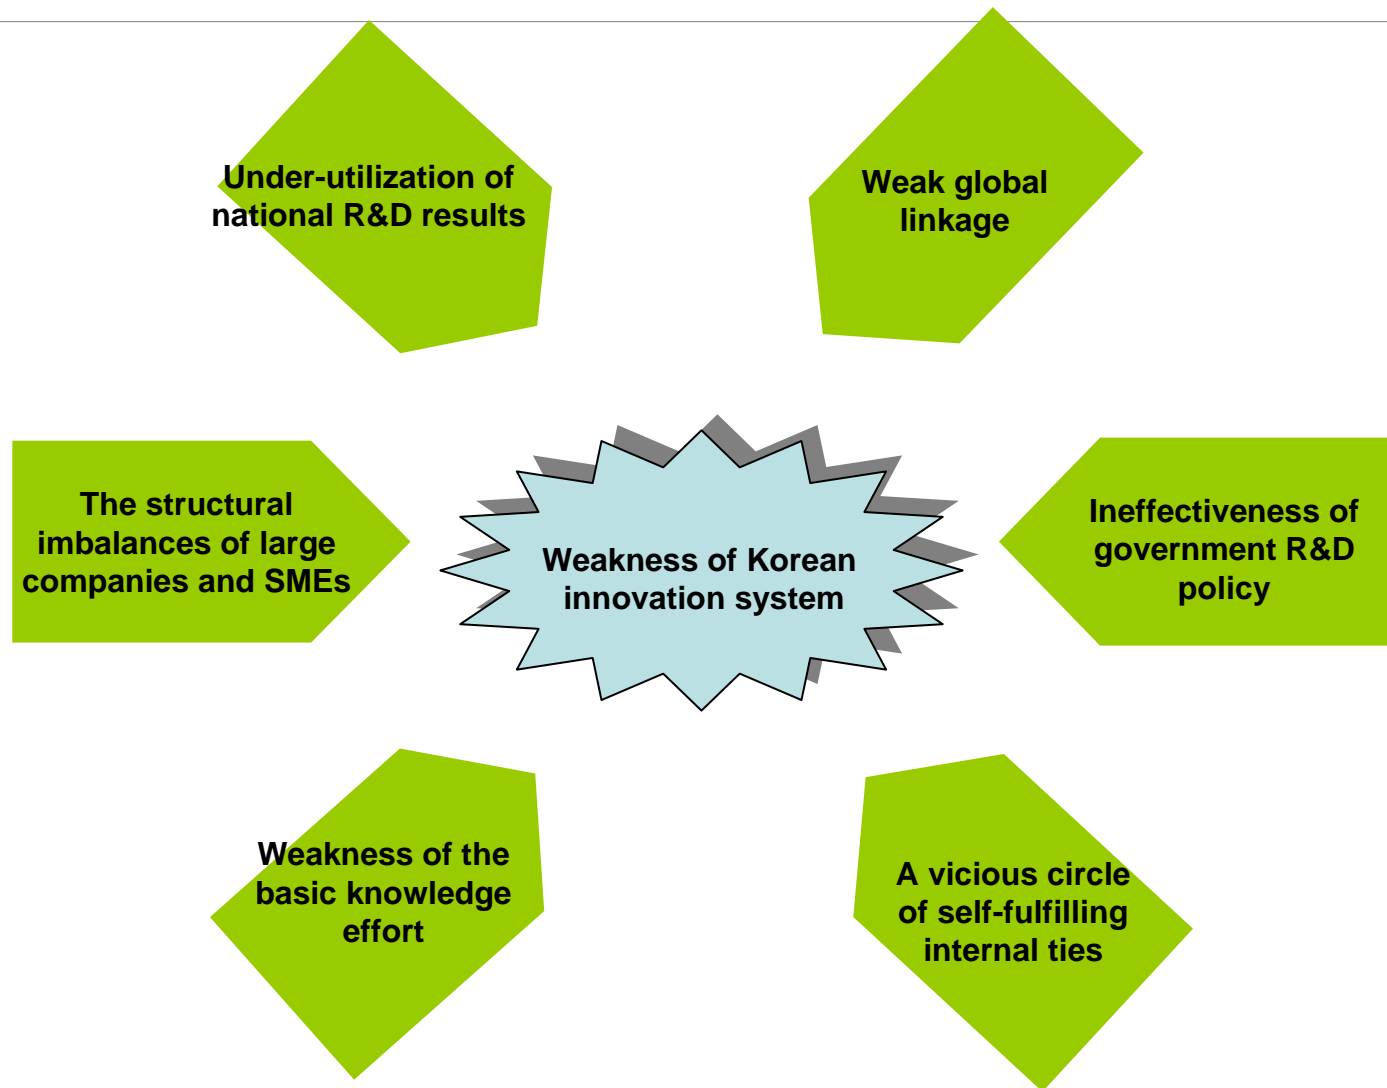 Under-utilization of
national R&D results
Weak global
linkage
The structural
imbalances of large
companies and SMEs
Weakness of Korean
innovation system
Ineffectiveness of
government R&D
policy
Weakness of the
basic knowledge
effort
A vicious circle
of self-fulfilling
internal ties